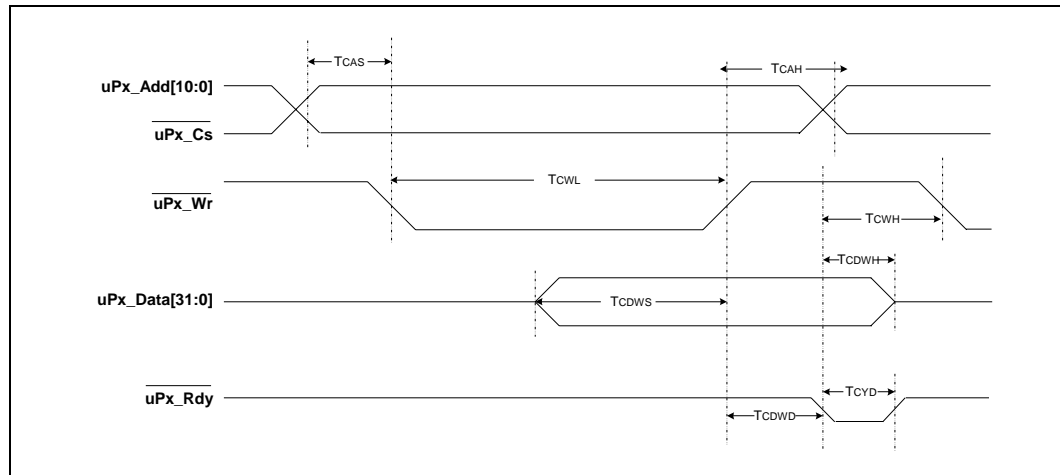 TCAS
TCAH
uPx_Add[10:0]
uPx_Cs
TCWL
uPx_Wr
TCWH
TCDWH
uPx_Data[31:0]
TCDWS
TCYD
uPx_Rdy
TCDWD